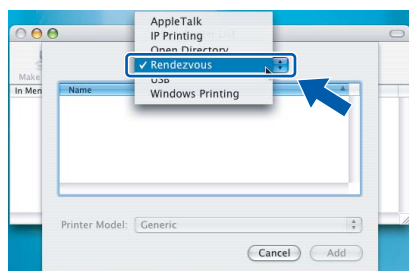 AppleTalk
IP Printing
Open Directory
✓ Rendezvous
USB
Windows Printing
Make
In Men
Name
Printer Model: Generic
Cancel Add